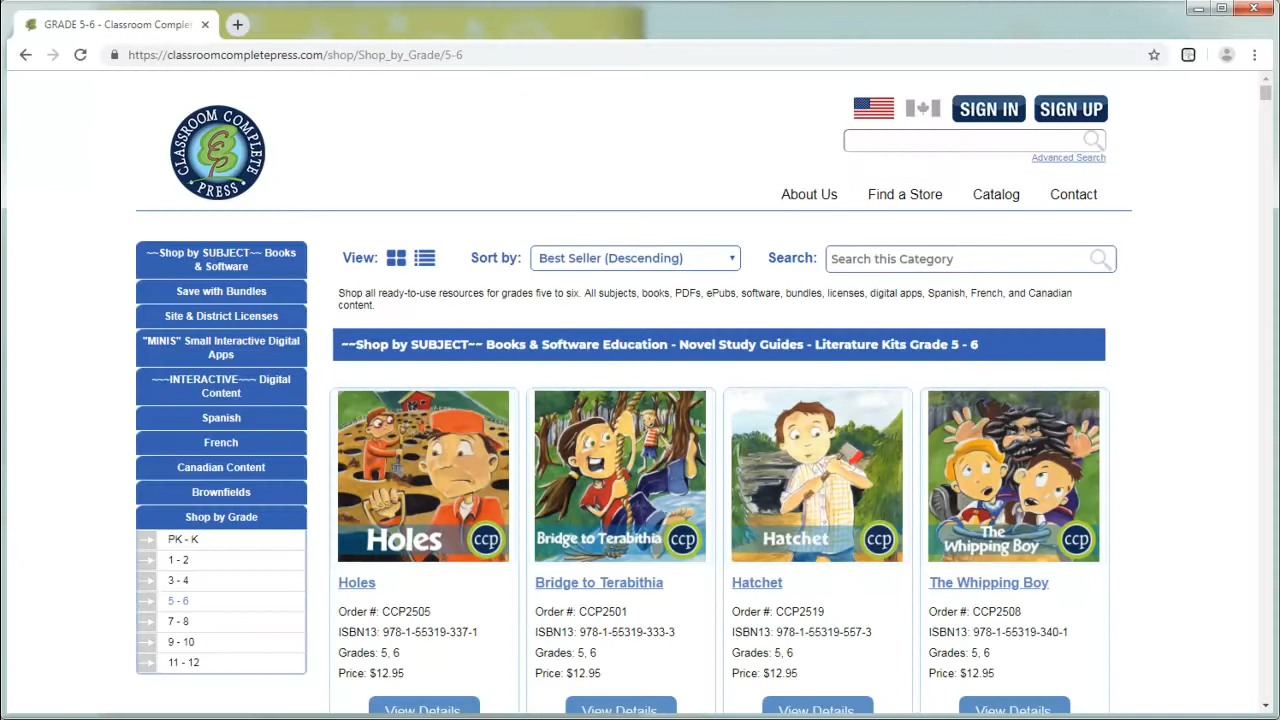 GRADE 5-6 - Classroom Comple
https://classroomcompletepress.com/shop/Shop_by_Grade/5-6
CLASSROOM COMPLETE PRESS
SIGN IN
SIGN UP
Advanced Search
About Us
Find a Store
Catalog
Contact
~~Shop by SUBJECT~~ Books
& Software
Save with Bundles
Site & District Licenses
"MINIS" Small Interactive Digital
Apps
~~~INTERACTIVE~~~ Digital
Content
Spanish
French
Canadian Content
Brownfields
Shop by Grade
PK - K
1 - 2
3 - 4
5 - 6
7 - 8
9 - 10
11 - 12
View:
Sort by:
Best Seller (Descending)
Search:
Search this Category
Shop all ready-to-use resources for grades five to six. All subjects, books, PDFs, ePubs, software, bundles, licenses, digital apps, Spanish, French, and Canadian
content.
~~Shop by SUBJECT~~ Books & Software Education - Novel Study Guides - Literature Kits Grade 5 - 6
Holes
ccp
Holes
Order #: CCP2505
ISBN13: 978-1-55319-337-1
Grades: 5, 6
Price: $12.95
View Details
Bridge to Terabithia
ccp
Bridge to Terabithia
Order #: CCP2501
ISBN13: 978-1-55319-333-3
Grades: 5, 6
Price: $12.95
View Details
Hatchet
ccp
Hatchet
Order #: CCP2519
ISBN13: 978-1-55319-557-3
Grades: 5, 6
Price: $12.95
View Details
The
Whipping Boy
ccp
The Whipping Boy
Order #: CCP2508
ISBN13: 978-1-55319-340-1
Grades: 5, 6
Price: $12.95
View Details